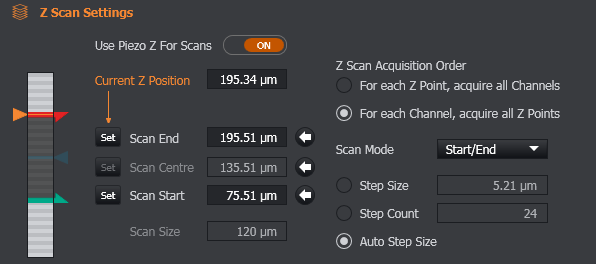 Z Scan Settings
Use Piezo Z For Scans ON
Current Z Position 195.34 µm
Set Scan End 195.51 µm
Set Scan Centre 135.51 µm
Set Scan Start 75.51 µm
Scan Size 120 µm
Z Scan Acquisition Order
For each Z Point, acquire all Channels
For each Channel, acquire all Z Points
Scan Mode Start/End
Step Size 5.21 µm
Step Count 24
Auto Step Size